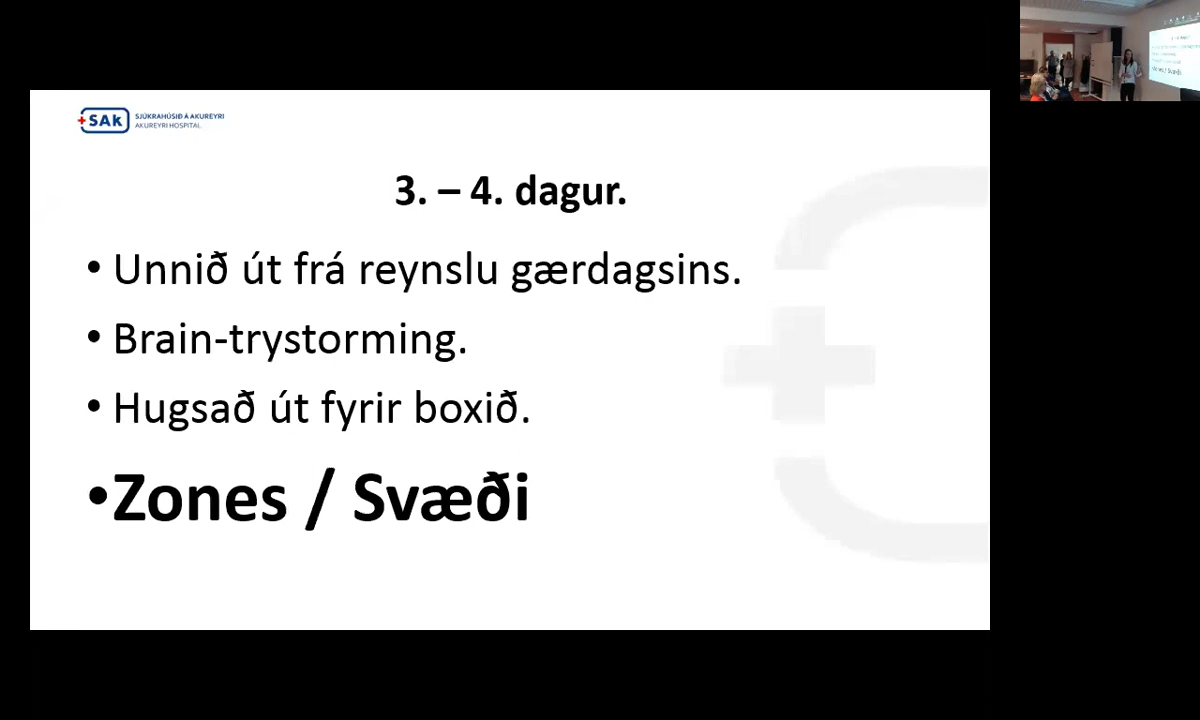 SAk
SJÚKRAHÚSIÐ Á AKUREYRI
AKUREYRI HOSPITAL
3. – 4. dagur.
• Unnið út frá reynslu gærdagsins.
• Brain-trystorming.
• Hugsað út fyrir boxið.
•Zones / Svæði